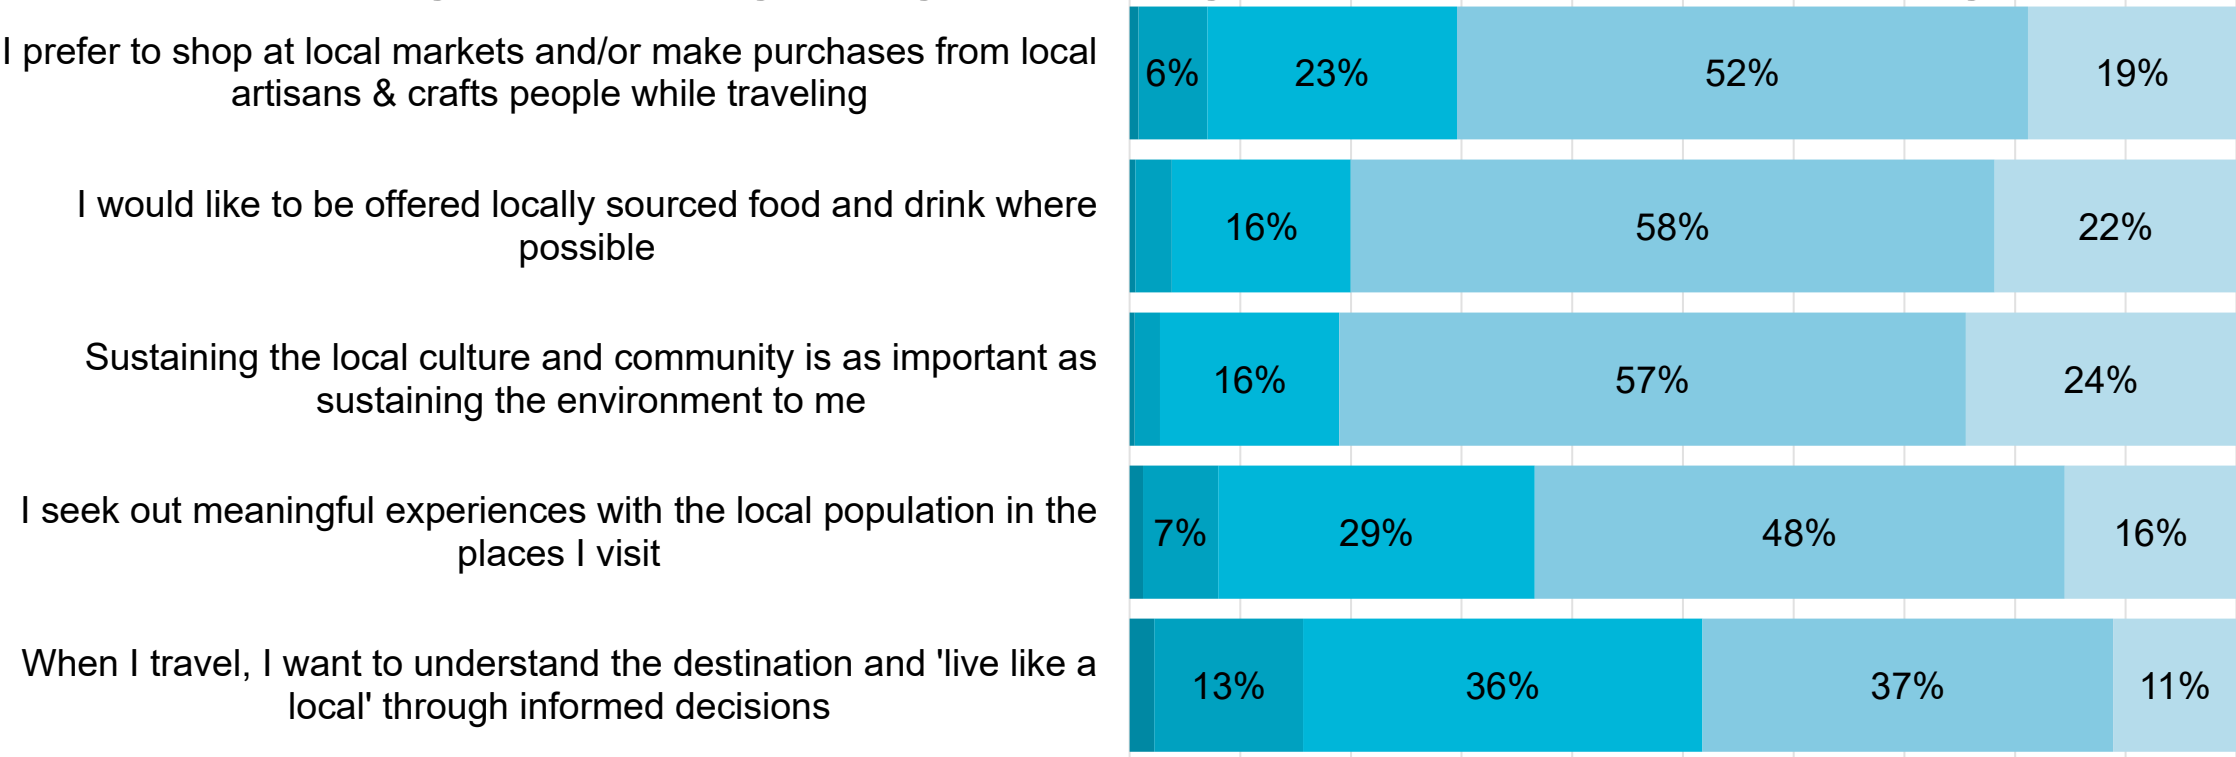 I prefer to shop at local markets and/or make purchases from local
artisans & crafts people while traveling
6% 23% 52% 19%
I would like to be offered locally sourced food and drink where
possible
16% 58% 22%
Sustaining the local culture and community is as important as
sustaining the environment to me
16% 57% 24%
I seek out meaningful experiences with the local population in the
places I visit
7% 29% 48% 16%
When I travel, I want to understand the destination and 'live like a
local' through informed decisions
13% 36% 37% 11%